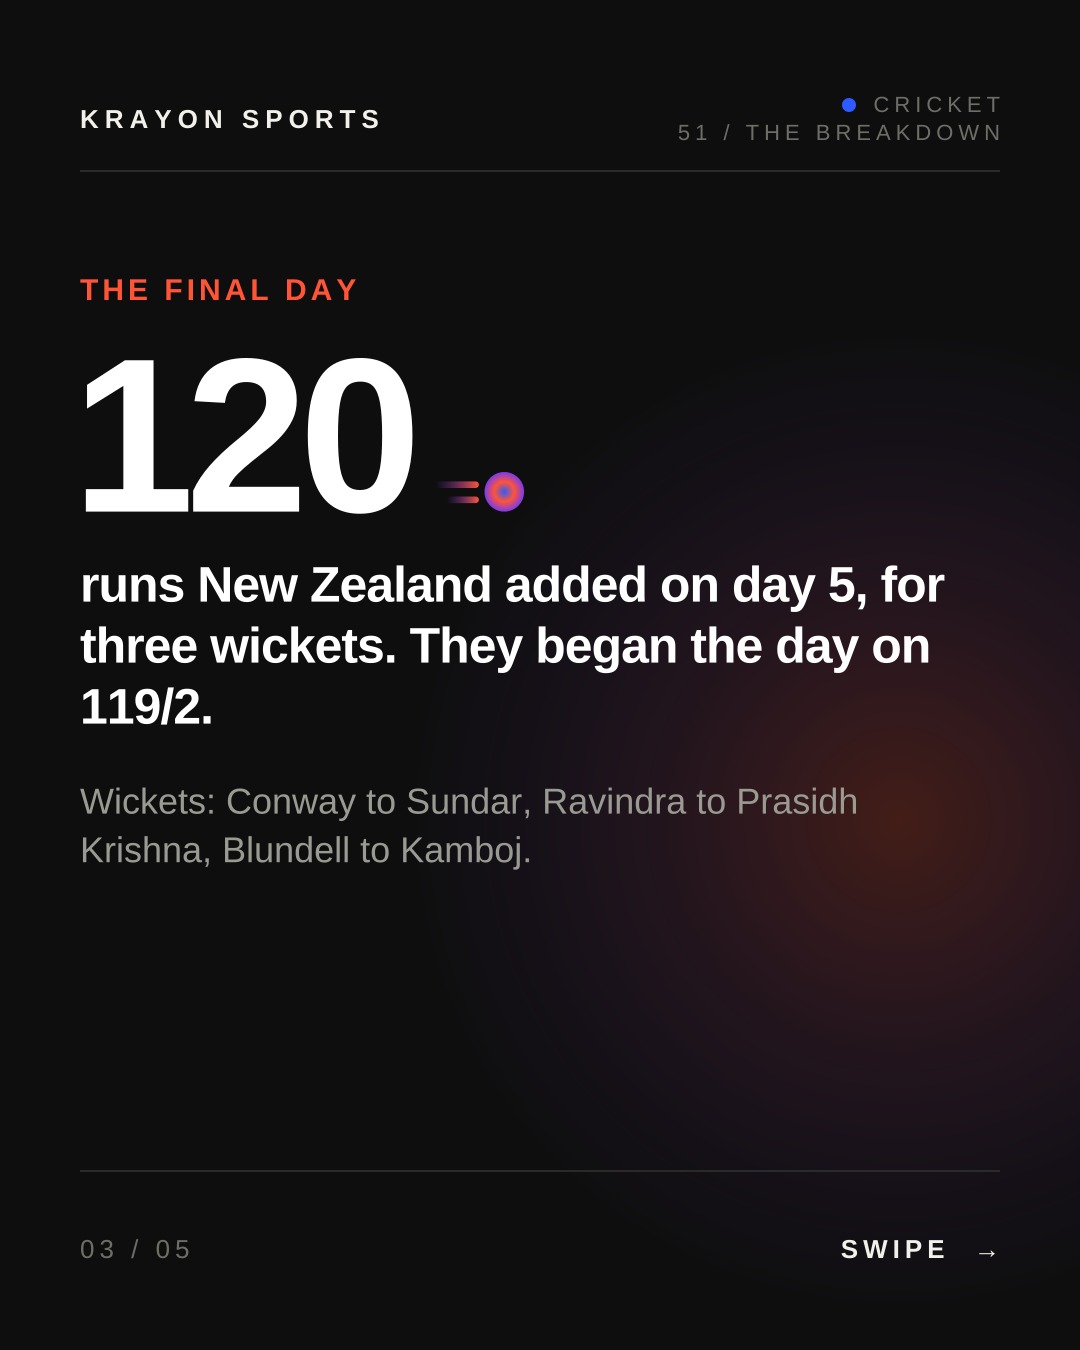 KRAYON SPORTS
CRICKET
51 / THE BREAKDOWN
THE FINAL DAY
120
runs New Zealand added on day 5, for
three wickets. They began the day on
119/2.
Wickets: Conway to Sundar, Ravindra to Prasidh
Krishna, Blundell to Kamboj.
03 / 05
SWIPE →